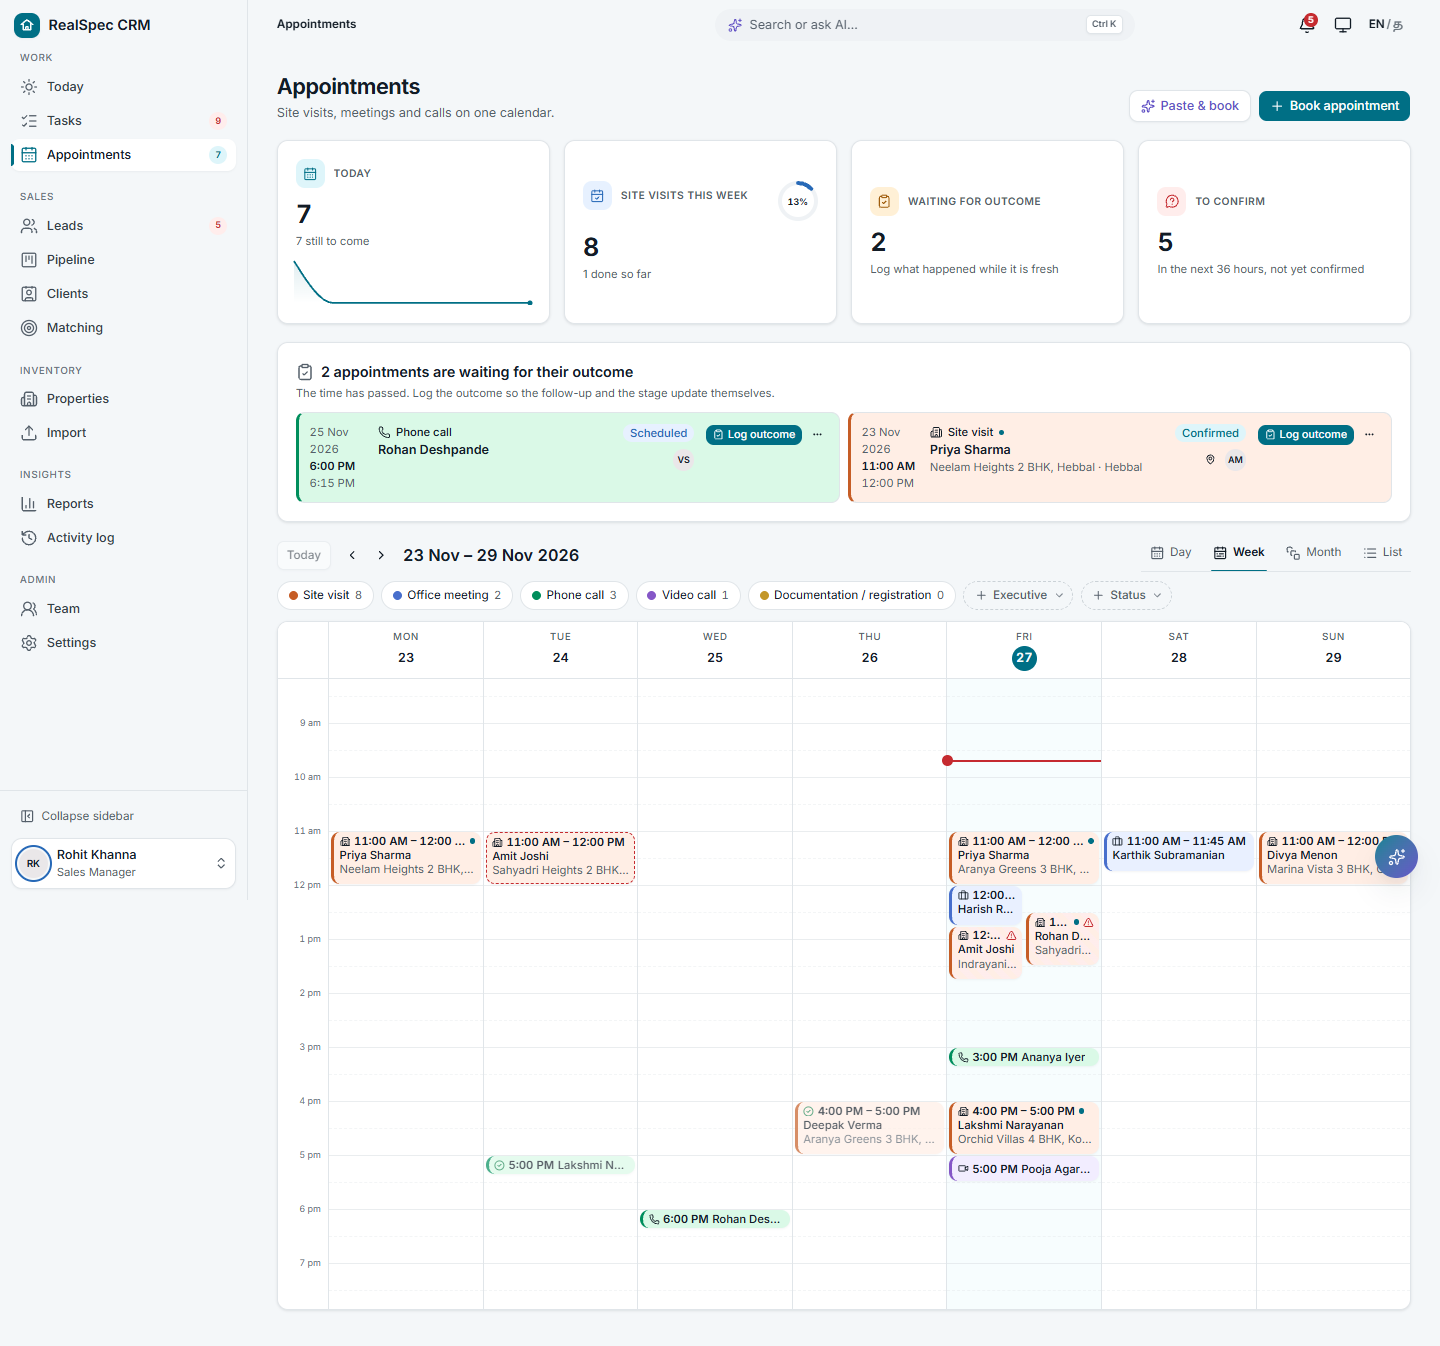 RealSpec CRM
WORK
Today
Tasks 9
Appointments 7
SALES
Leads 5
Pipeline
Clients
Matching
INVENTORY
Properties
Import
INSIGHTS
Reports
Activity log
ADMIN
Team
Settings
Collapse sidebar
RK
Rohit Khanna
Sales Manager
Appointments
Search or ask AI...
Ctrl K
5
EN / த
Appointments
Site visits, meetings and calls on one calendar.
Paste & book
Book appointment
TODAY
7
7 still to come
SITE VISITS THIS WEEK
13%
8
1 done so far
WAITING FOR OUTCOME
2
Log what happened while it is fresh
TO CONFIRM
5
In the next 36 hours, not yet confirmed
2 appointments are waiting for their outcome
The time has passed. Log the outcome so the follow-up and the stage update themselves.
25 Nov
2026
6:00 PM
6:15 PM
Phone call
Rohan Deshpande
Scheduled
VS
Log outcome
23 Nov
2026
11:00 AM
12:00 PM
Site visit
Priya Sharma
Neelam Heights 2 BHK, Hebbal · Hebbal
Confirmed
AM
Log outcome
Today
23 Nov – 29 Nov 2026
Day
Week
Month
List
Site visit 8
Office meeting 2
Phone call 3
Video call 1
Documentation / registration 0
Executive
Status
MON
23
TUE
24
WED
25
THU
26
FRI
27
SAT
28
SUN
29
9 am
10 am
11 am
12 pm
1 pm
2 pm
3 pm
4 pm
5 pm
6 pm
7 pm
11:00 AM – 12:00 ...
Priya Sharma
Neelam Heights 2 BHK,...
11:00 AM – 12:00 PM
Amit Joshi
Sahyadri Heights 2 BHK...
5:00 PM Lakshmi N...
6:00 PM Rohan Des...
4:00 PM – 5:00 PM
Deepak Verma
Aranya Greens 3 BHK, ...
11:00 AM – 12:00 ...
Priya Sharma
Aranya Greens 3 BHK, ...
12:00...
Harish R...
12:...
Amit Joshi
Indrayani...
1...
Rohan D...
Sahyadri...
3:00 PM Ananya Iyer
4:00 PM – 5:00 PM
Lakshmi Narayanan
Orchid Villas 4 BHK, Ko...
5:00 PM Pooja Agar...
11:00 AM – 11:45 AM
Karthik Subramanian
11:00 AM – 12:00
Divya Menon
Marina Vista 3 BHK,